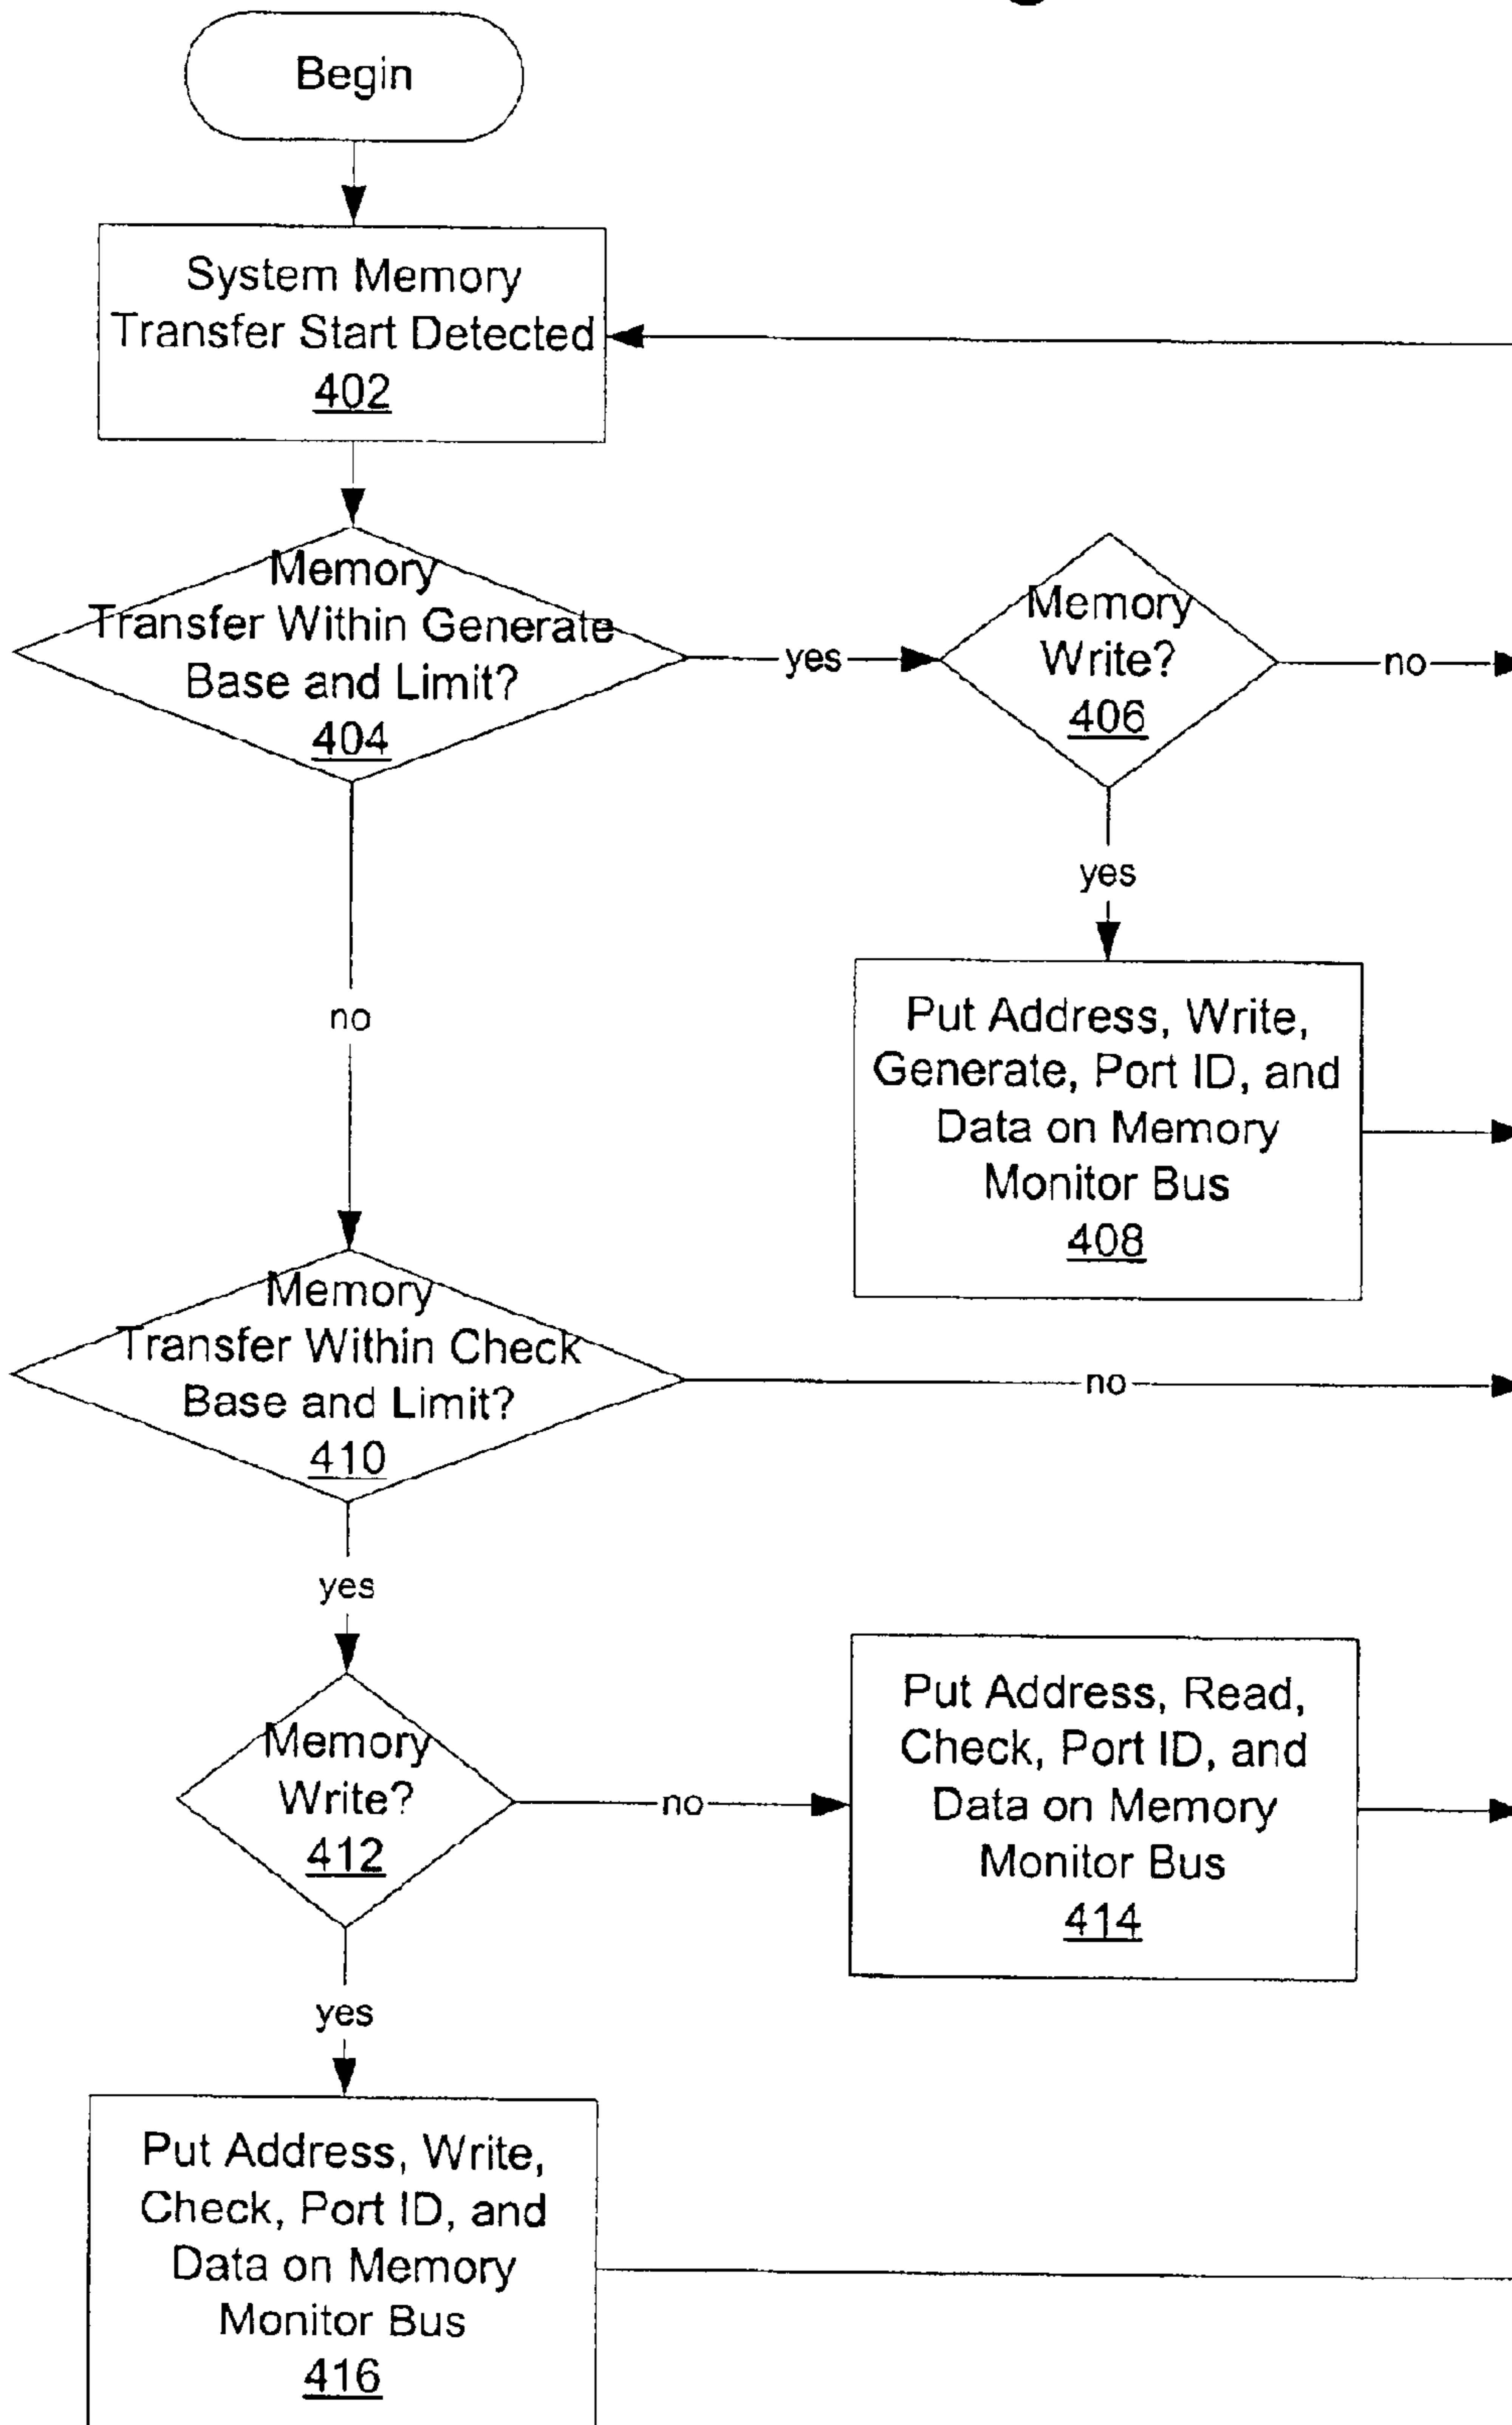 Begin
System Memory
Transfer Start Detected
402
Memory
Transfer Within Generate
Base and Limit?
404
yes
Memory
Write?
406
no
yes
Put Address, Write,
Generate, Port ID, and
Data on Memory
Monitor Bus
408
no
Memory
Transfer Within Check
Base and Limit?
410
no
yes
Memory
Write?
412
no
Put Address, Read,
Check, Port ID, and
Data on Memory
Monitor Bus
414
yes
Put Address, Write,
Check, Port ID, and
Data on Memory
Monitor Bus
416